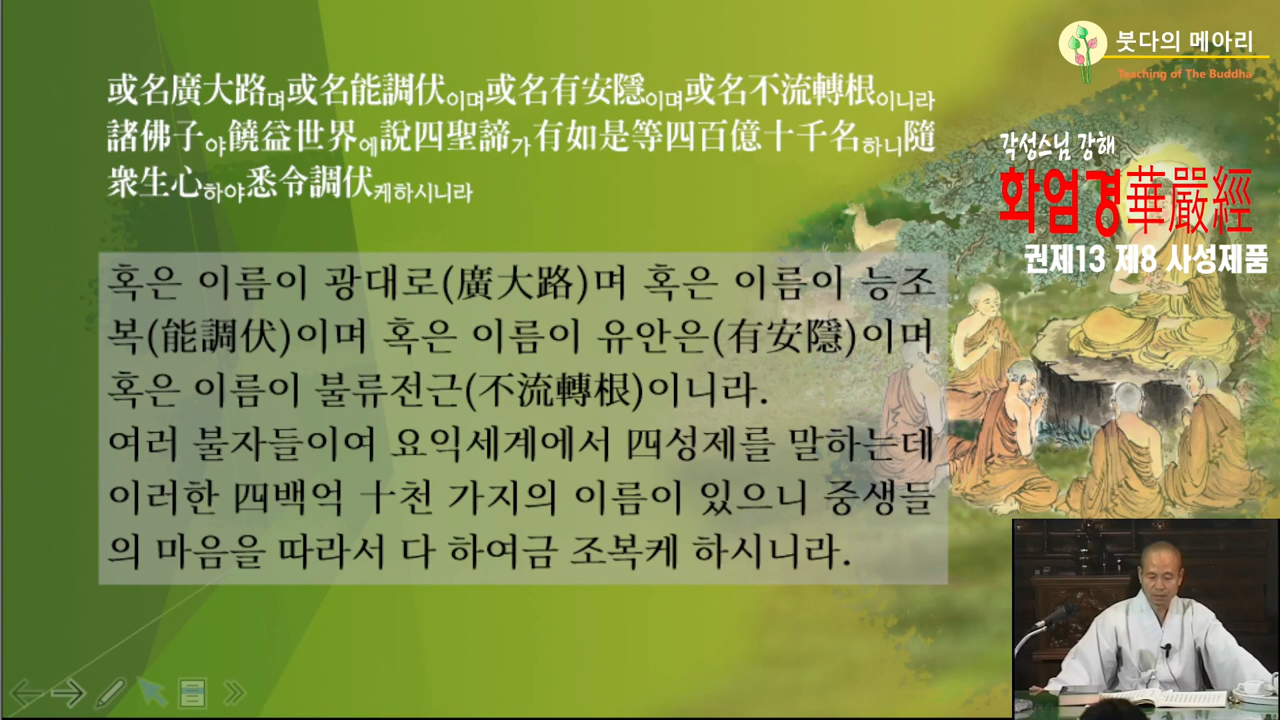 或名廣大路며或名能調伏이며或名有安隱이며或名不流轉根이니라
諸佛子야饒益世界에說四聖諦가有如是等四百億十千名하니隨
衆生心하야悉令調伏케하시니라
혹은 이름이 광대로(廣大路)며 혹은 이름이 능조
복(能調伏)이며 혹은 이름이 유안은(有安隱)이며
혹은 이름이 불류전근(不流轉根)이니라.
여러 불자들이여 요익세계에서 四성제를 말하는데
이러한 四백억 十천 가지의 이름이 있으니 중생들
의 마음을 따라서 다 하여금 조복케 하시니라.
붓다의 메아리
Teaching of The Buddha
각성스님 강해
화엄경華嚴經
권제13 제8 사성제품